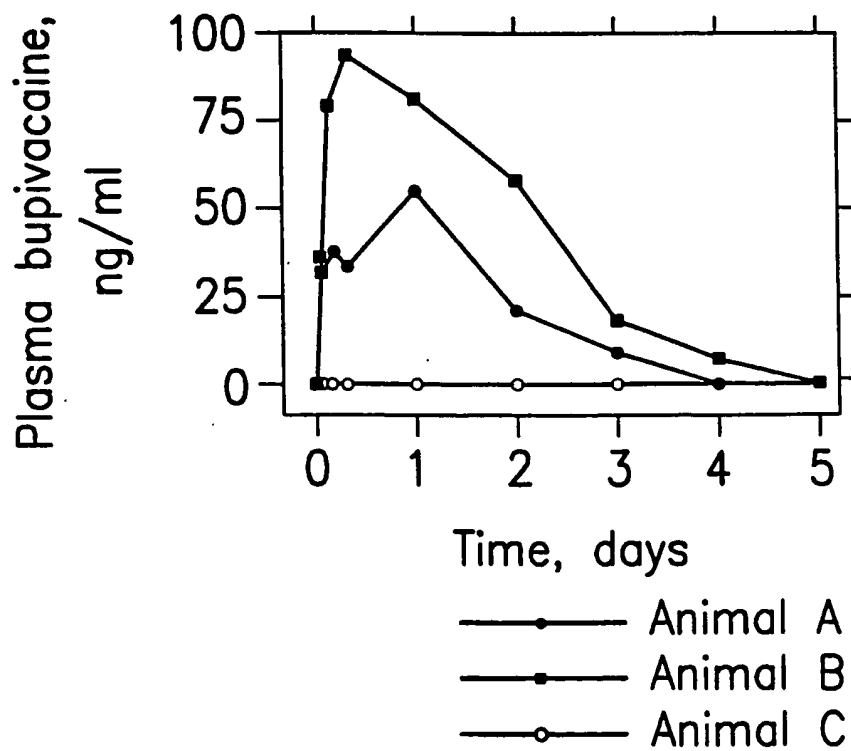 Plasma bupivacaine,
ng/ml
100
75
50
25
0
0 1 2 3 4 5
Time, days
Animal A
Animal B
Animal C